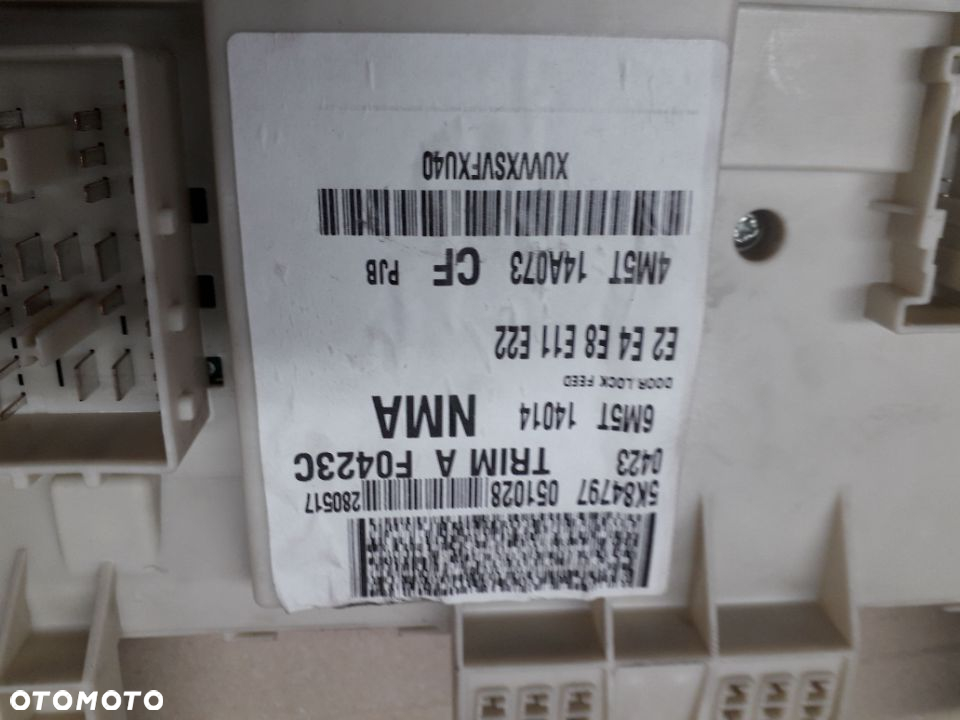 5K84797 051028 280517
0423 TRIM A F0423C
6M5T 14014 NMA
DOOR LOCK FEED
E2 E4 E8 E11 E22
4M5T 14A073 CF PJB
XUVVXSVFXU40
OTOMOTO